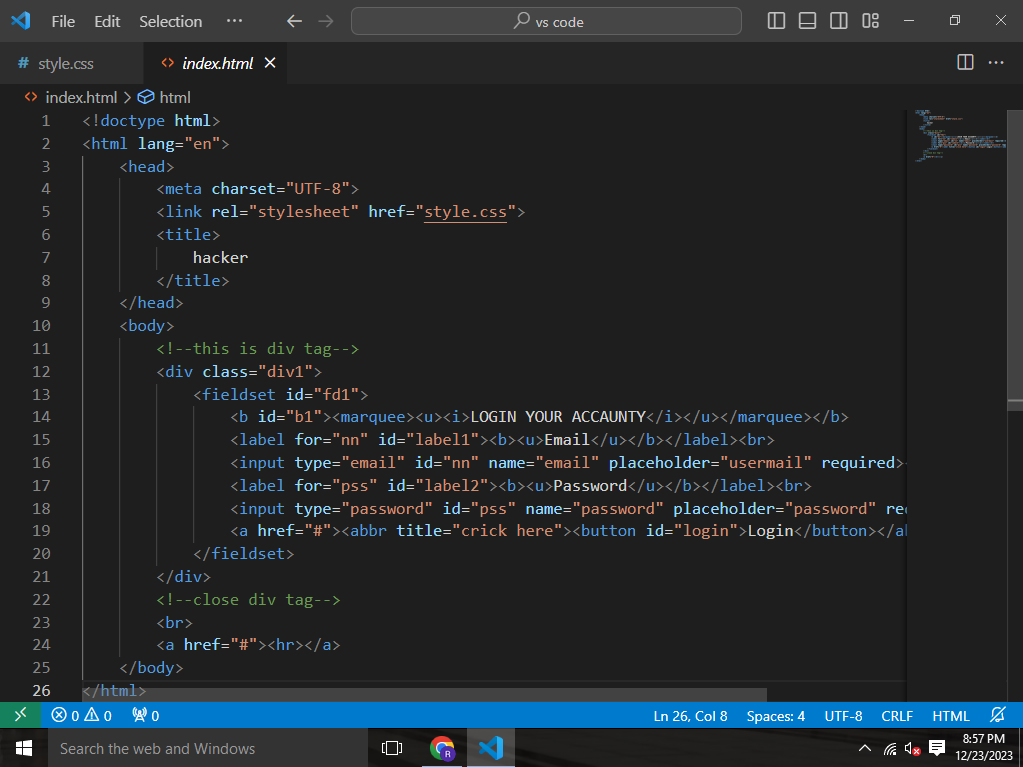 File Edit Selection ··· vs code
# style.css <> index.html
<> index.html > html
1 <!doctype html>
2 <html lang="en">
3 <head>
4 <meta charset="UTF-8">
5 <link rel="stylesheet" href="style.css">
6 <title>
7 hacker
8 </title>
9 </head>
10 <body>
11 <!--this is div tag-->
12 <div class="div1">
13 <fieldset id="fd1">
14 <b id="b1"><marquee><u><i>LOGIN YOUR ACCAUNTY</i></u></marquee></b>
15 <label for="nn" id="label1"><b><u>Email</u></b></label><br>
16 <input type="email" id="nn" name="email" placeholder="usermail" required>
17 <label for="pss" id="label2"><b><u>Password</u></b></label><br>
18 <input type="password" id="pss" name="password" placeholder="password" re
19 <a href="#"><abbr title="crick here"><button id="login">Login</button></a
20 </fieldset>
21 </div>
22 <!--close div tag-->
23 <br>
24 <a href="#"><hr></a>
25 </body>
26 </html>
0 0 0 Ln 26, Col 8 Spaces: 4 UTF-8 CRLF HTML
Search the web and Windows R 8:57 PM
12/23/2023